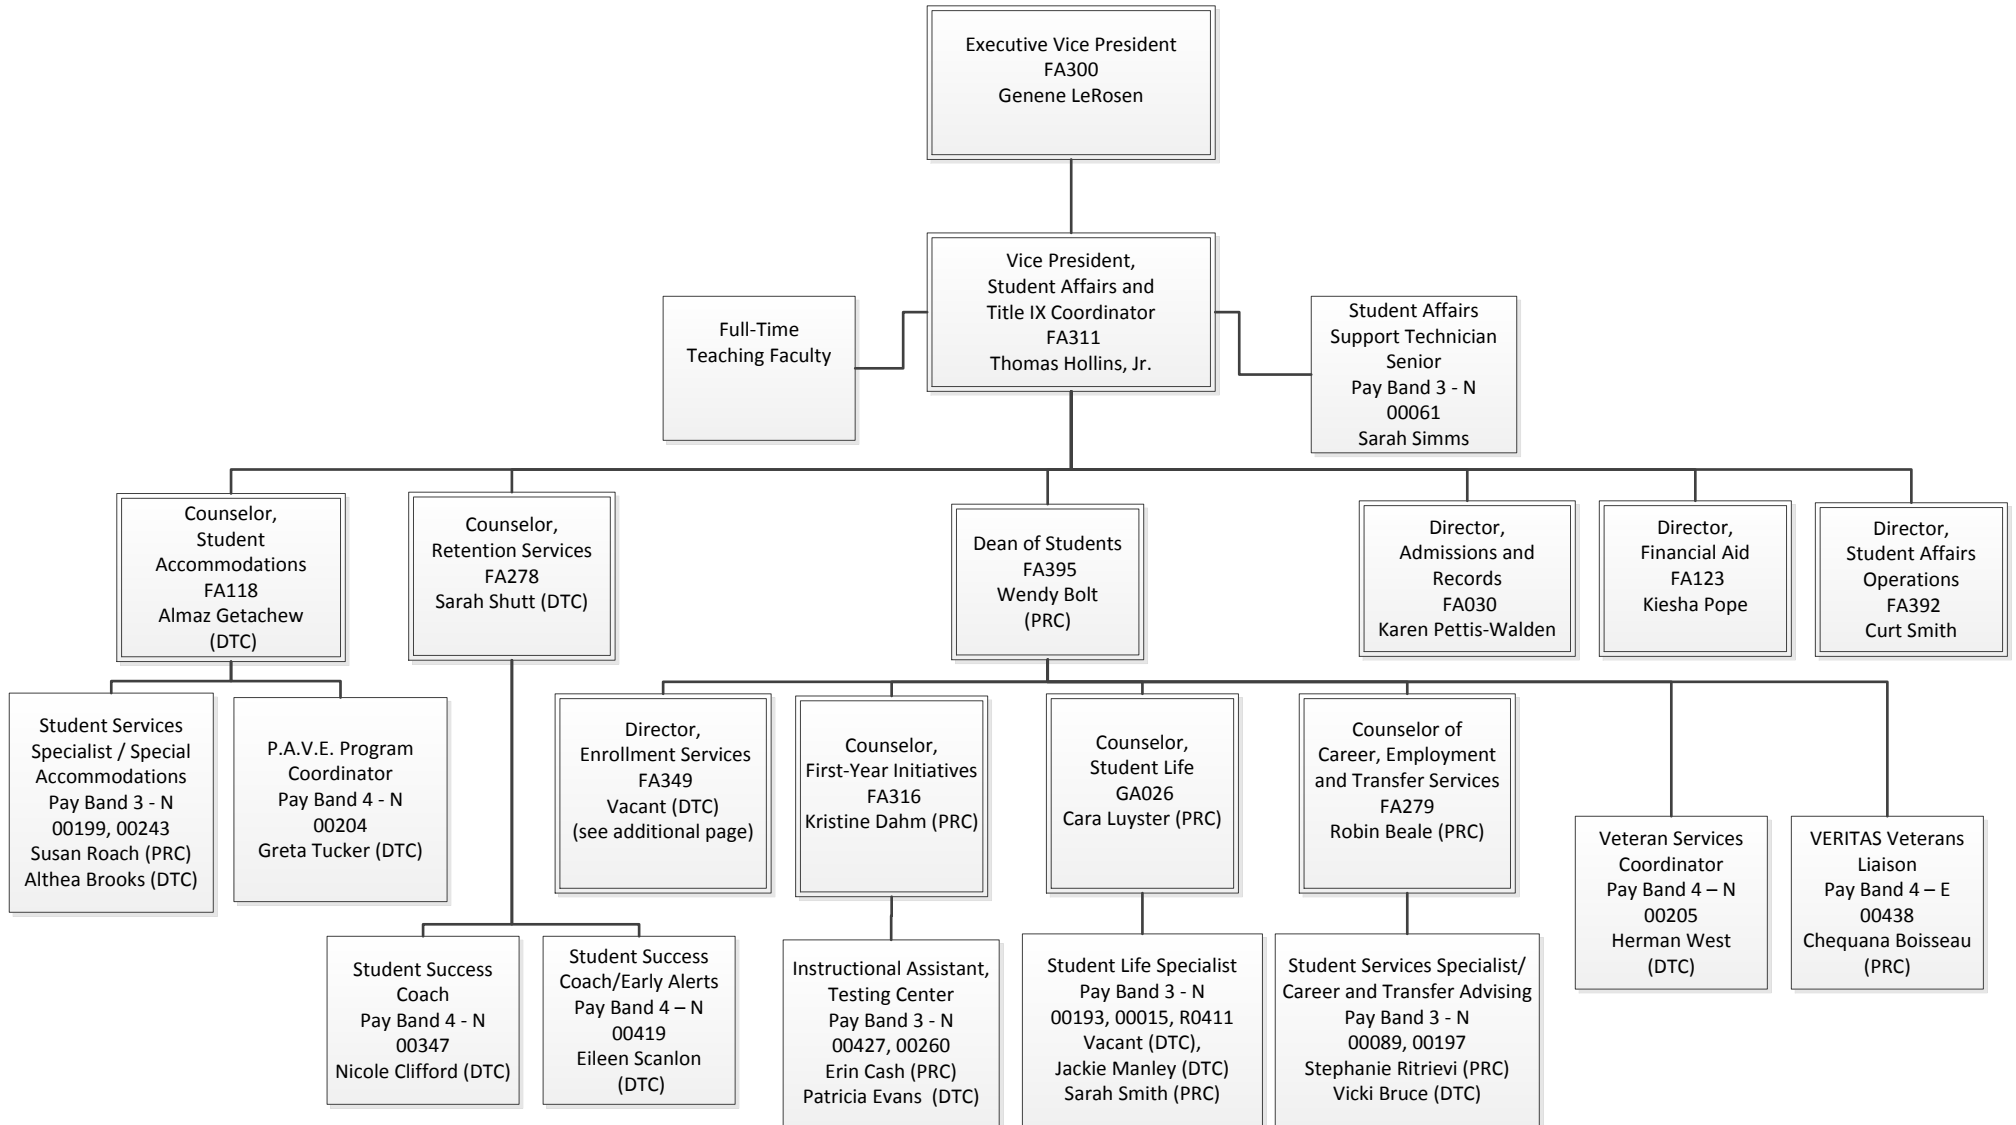 Executive Vice President
FA300
Genene LeRosen
Vice President,
Student Affairs and
Title IX Coordinator
FA311
Thomas Hollins, Jr.
Full-Time
Teaching Faculty
Student Affairs
Support Technician
Senior
Pay Band 3 - N
00061
Sarah Simms
Counselor,
Student
Accommodations
FA118
Almaz Getachew
(DTC)
Counselor,
Retention Services
FA278
Sarah Shutt (DTC)
Dean of Students
FA395
Wendy Bolt
(PRC)
Director,
Admissions and
Records
FA030
Karen Pettis-Walden
Director,
Financial Aid
FA123
Kiesha Pope
Director,
Student Affairs
Operations
FA392
Curt Smith
Student Services
Specialist / Special
Accommodations
Pay Band 3 - N
00199, 00243
Susan Roach (PRC)
Althea Brooks (DTC)
P.A.V.E. Program
Coordinator
Pay Band 4 - N
00204
Greta Tucker (DTC)
Director,
Enrollment Services
FA349
Vacant (DTC)
(see additional page)
Counselor,
First-Year Initiatives
FA316
Kristine Dahm (PRC)
Counselor,
Student Life
GA026
Cara Luyster (PRC)
Counselor of
Career, Employment
and Transfer Services
FA279
Robin Beale (PRC)
Veteran Services
Coordinator
Pay Band 4 – N
00205
Herman West
(DTC)
VERITAS Veterans
Liaison
Pay Band 4 – E
00438
Chequana Boisseau
(PRC)
Student Success
Coach
Pay Band 4 - N
00347
Nicole Clifford (DTC)
Student Success
Coach/Early Alerts
Pay Band 4 – N
00419
Eileen Scanlon
(DTC)
Instructional Assistant,
Testing Center
Pay Band 3 - N
00427, 00260
Erin Cash (PRC)
Patricia Evans (DTC)
Student Life Specialist
Pay Band 3 - N
00193, 00015, R0411
Vacant (DTC),
Jackie Manley (DTC)
Sarah Smith (PRC)
Student Services Specialist/
Career and Transfer Advising
Pay Band 3 - N
00089, 00197
Stephanie Ritrievi (PRC)
Vicki Bruce (DTC)